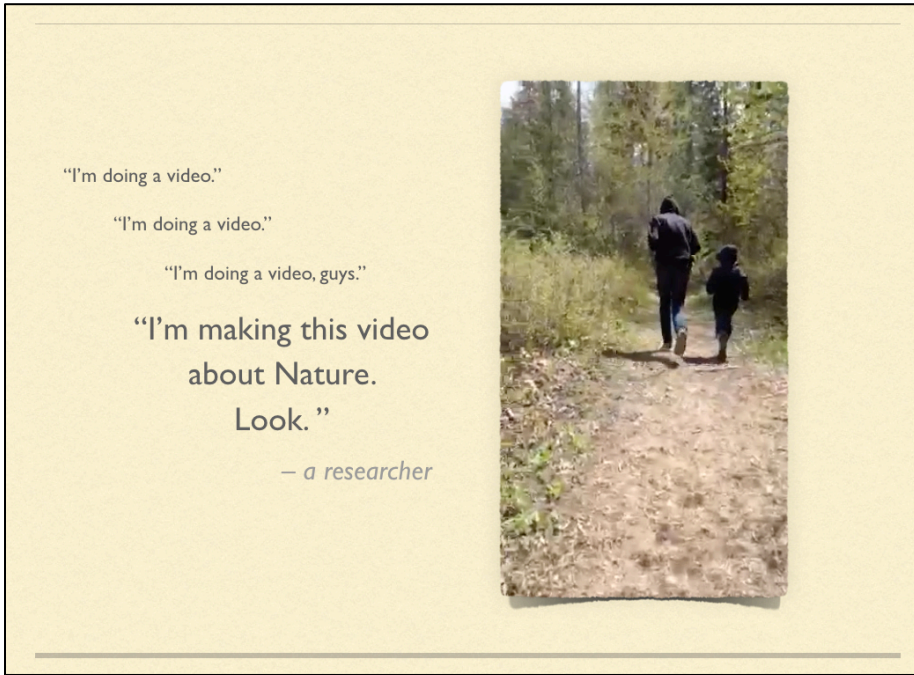 “I’m doing a video.”
“I’m doing a video.”
“I’m doing a video, guys.”
“I’m making this video
about Nature.
Look. ”
– a researcher